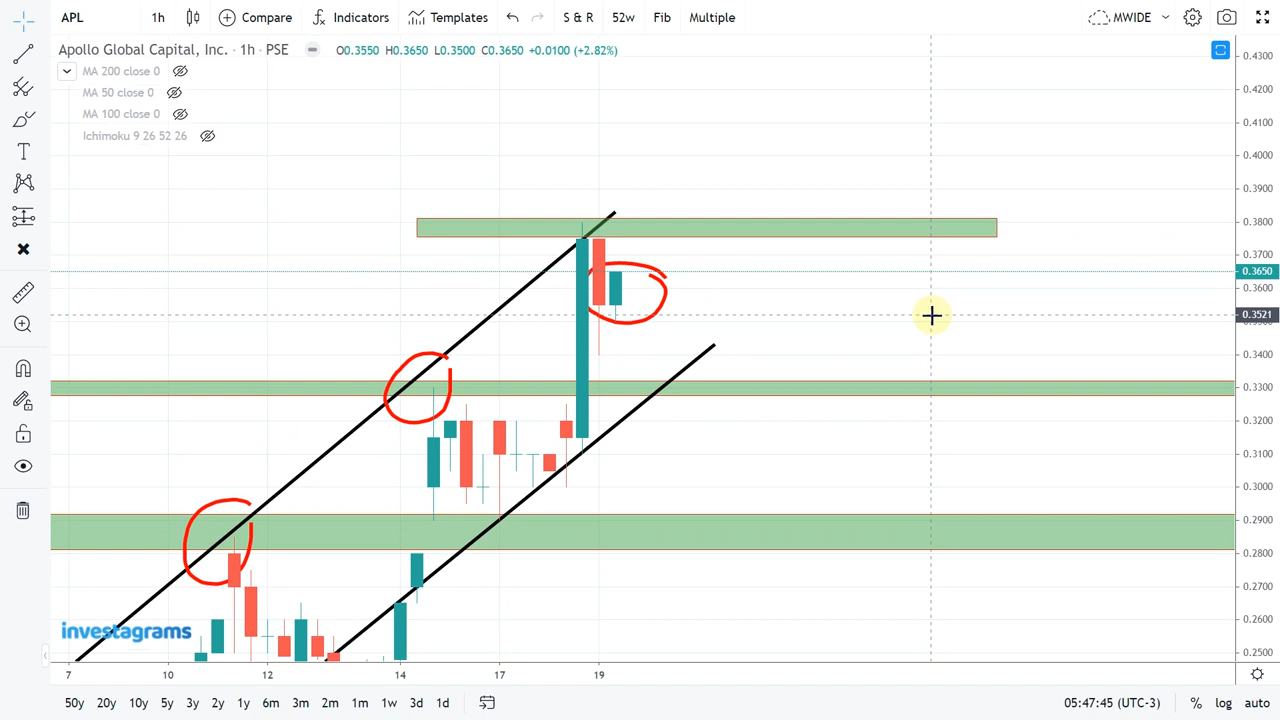 APL 1h Compare Indicators Templates S & R 52w Fib Multiple MWIDE
Apollo Global Capital, Inc. · 1h · PSE O0.3550 H0.3650 L0.3500 C0.3650 +0.0100 (+2.82%)
MA 200 close 0
MA 50 close 0
MA 100 close 0
Ichimoku 9 26 52 26
0.4300
0.4200
0.4100
0.4000
0.3900
0.3800
0.3700
0.3650
0.3600
0.3521
0.3400
0.3300
0.3200
0.3100
0.3000
0.2900
0.2800
0.2700
0.2600
0.2500
investagrams
7 10 12 14 17 19
50y 20y 10y 5y 3y 2y 1y 6m 3m 1m 1w 3d 1d 05:47:45 (UTC-3) % log auto